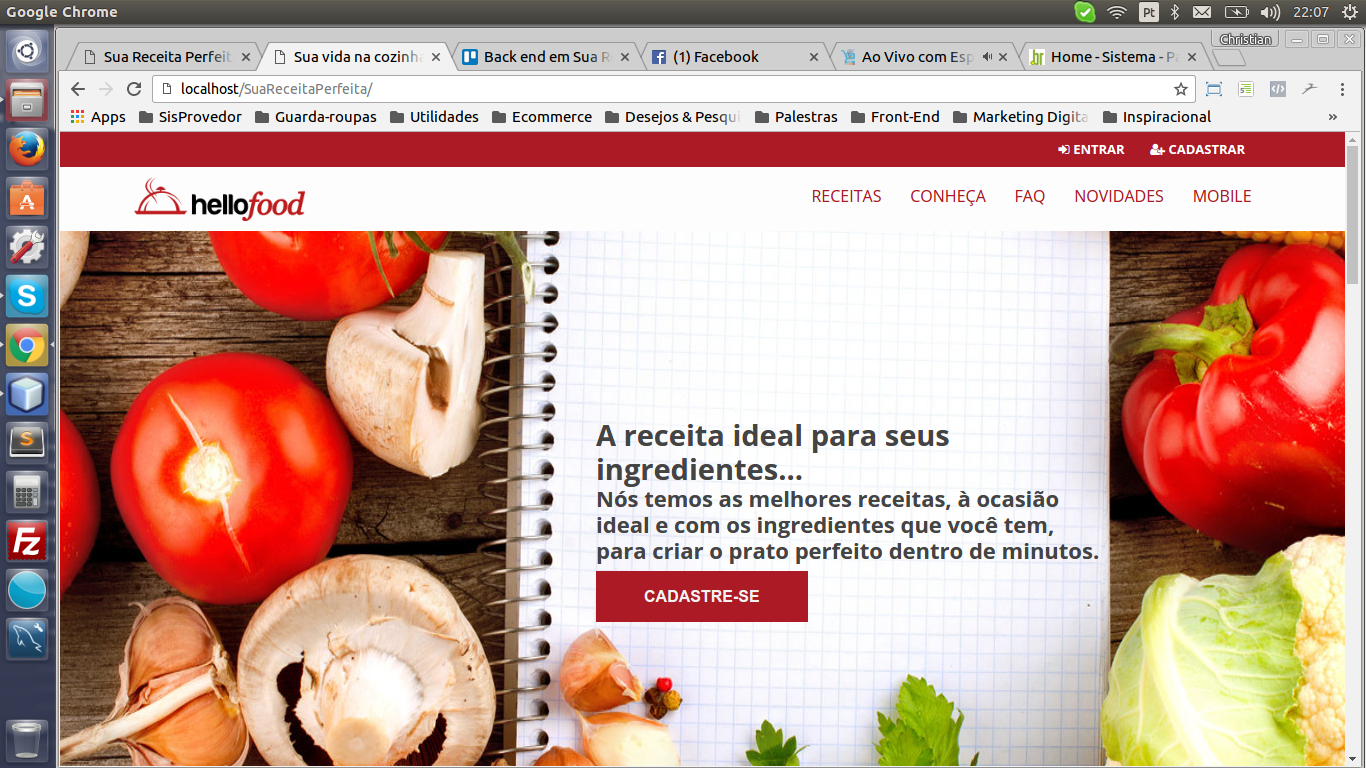 Google Chrome
Pt
22:07
Christian
Sua Receita Perfeit
Sua vida na cozinh
Back end em Sua R
(1) Facebook
Ao Vivo com Esp
Home - Sistema - Pa
localhost/SuaReceitaPerfeita/
Apps
SisProvedor
Guarda-roupas
Utilidades
Ecommerce
Desejos & Pesqui
Palestras
Front-End
Marketing Digita
Inspiracional
»
ENTRAR
CADASTRAR
hellofood
RECEITAS
CONHEÇA
FAQ
NOVIDADES
MOBILE
A receita ideal para seus
ingredientes...
Nós temos as melhores receitas, à ocasião
ideal e com os ingredientes que você tem,
para criar o prato perfeito dentro de minutos.
CADASTRE-SE